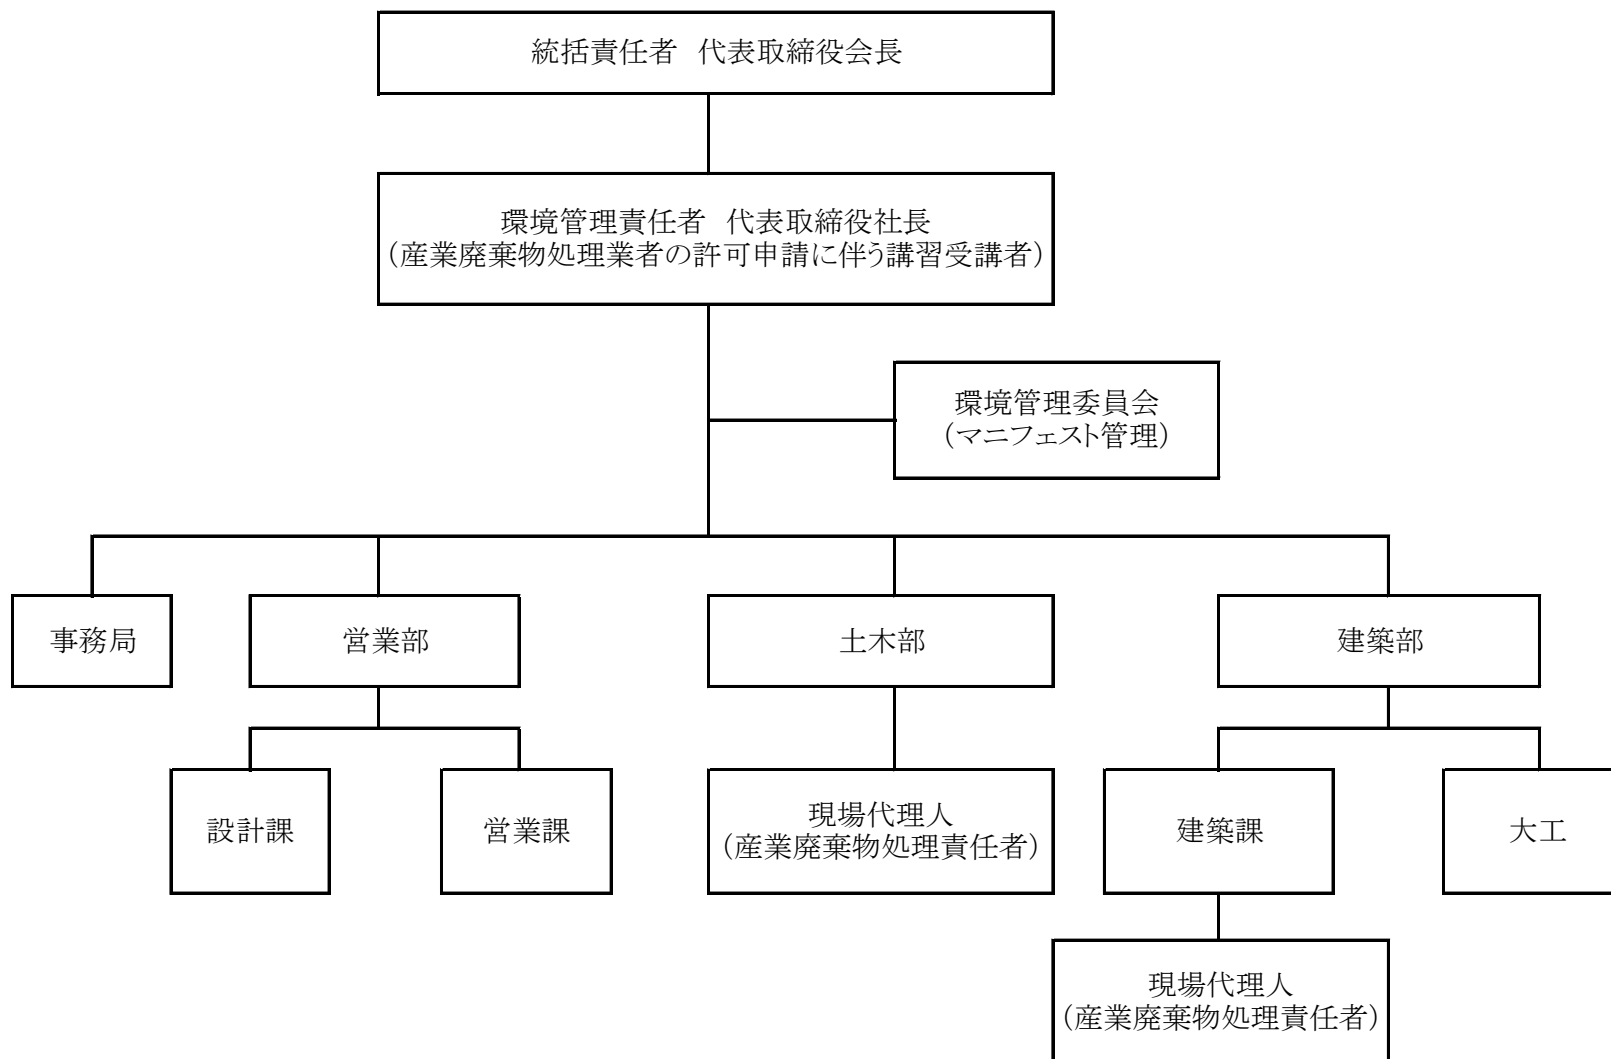 統括責任者　代表取締役会長
環境管理責任者　代表取締役社長
（産業廃棄物処理業者の許可申請に伴う講習受講者）
環境管理委員会
（マニフェスト管理）
事務局
営業部
土木部
建築部
設計課
営業課
現場代理人
（産業廃棄物処理責任者）
建築課
大工
現場代理人
（産業廃棄物処理責任者）